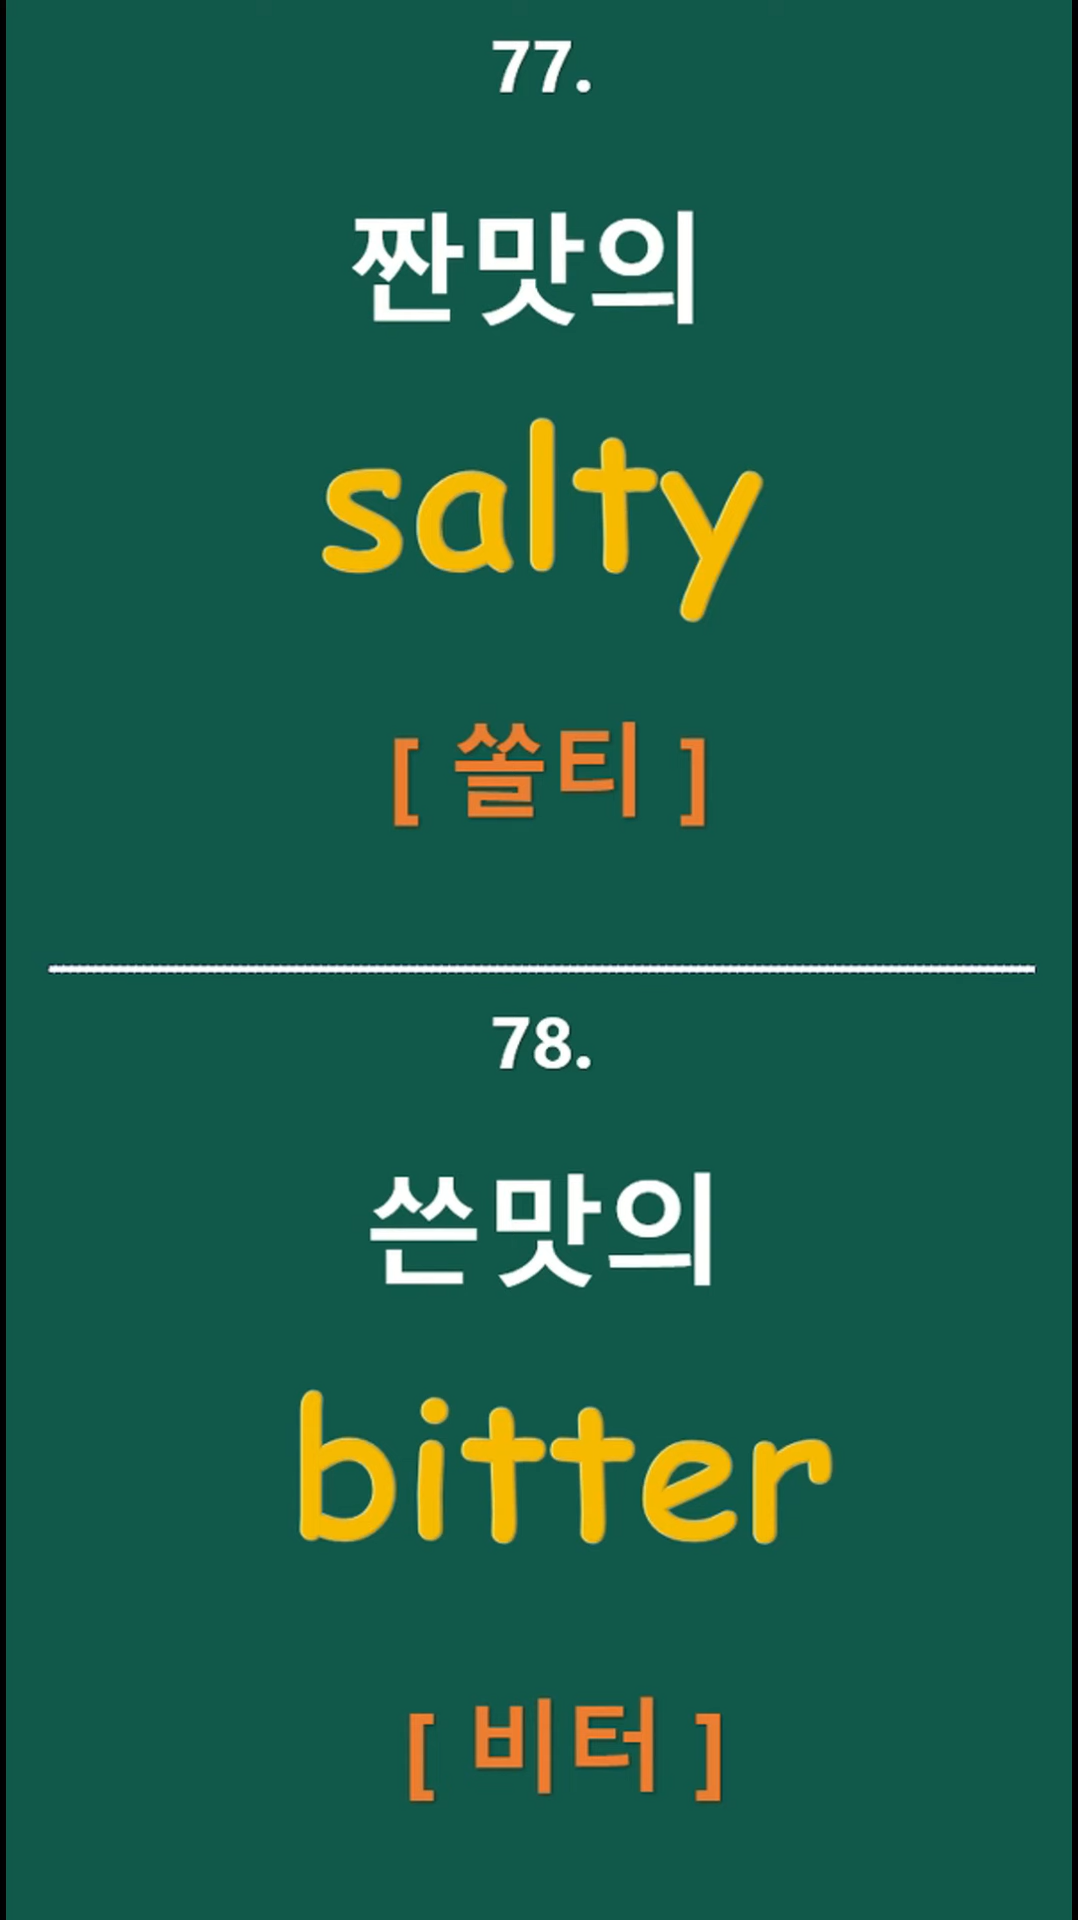 77.
짠맛의
salty
[ 쏠티 ]
78.
쓴맛의
bitter
[ 비터 ]